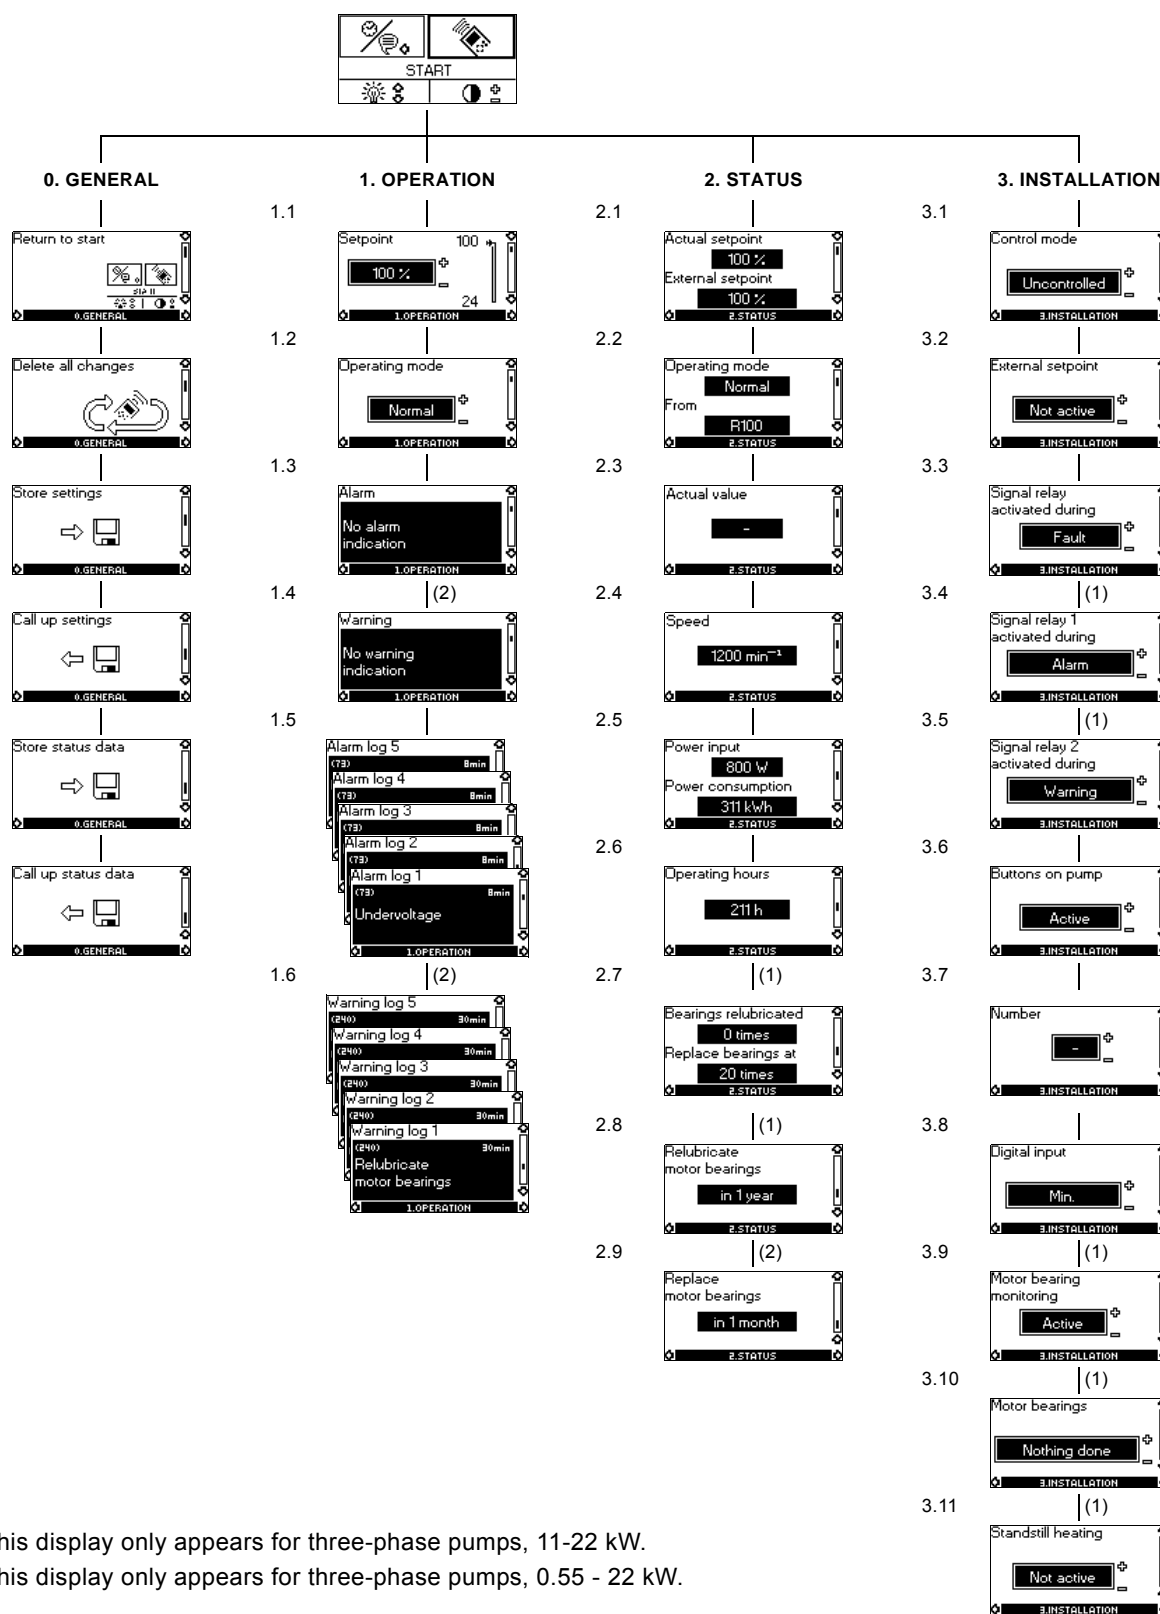 START
0. GENERAL
1. OPERATION
2. STATUS
3. INSTALLATION
Return to start
0.GENERAL
Delete all changes
0.GENERAL
Store settings
0.GENERAL
Call up settings
0.GENERAL
Store status data
0.GENERAL
Call up status data
0.GENERAL
1.1
Setpoint
100
100 %
24
1.OPERATION
1.2
Operating mode
Normal
1.OPERATION
1.3
Alarm
No alarm
indication
1.OPERATION
1.4
(2)
Warning
No warning
indication
1.OPERATION
1.5
Alarm log 5
(73) 8min
Alarm log 4
(73) 8min
Alarm log 3
(73) 8min
Alarm log 2
(73) 8min
Alarm log 1
(73) 8min
Undervoltage
1.OPERATION
1.6
(2)
Warning log 5
(240) 30min
Warning log 4
(240) 30min
Warning log 3
(240) 30min
Warning log 2
(240) 30min
Warning log 1
(240) 30min
Relubricate
motor bearings
1.OPERATION
2.1
Actual setpoint
100 %
External setpoint
100 %
2.STATUS
2.2
Operating mode
Normal
From
R100
2.STATUS
2.3
Actual value
-
2.STATUS
2.4
Speed
1200 min⁻¹
2.STATUS
2.5
Power input
800 W
Power consumption
311 kWh
2.STATUS
2.6
Operating hours
211 h
2.STATUS
2.7
(1)
Bearings relubricated
0 times
Replace bearings at
20 times
2.STATUS
2.8
(1)
Relubricate
motor bearings
in 1 year
2.STATUS
2.9
(2)
Replace
motor bearings
in 1 month
2.STATUS
3.1
Control mode
Uncontrolled
3.INSTALLATION
3.2
External setpoint
Not active
3.INSTALLATION
3.3
Signal relay
activated during
Fault
3.INSTALLATION
3.4
(1)
Signal relay 1
activated during
Alarm
3.INSTALLATION
3.5
(1)
Signal relay 2
activated during
Warning
3.INSTALLATION
3.6
Buttons on pump
Active
3.INSTALLATION
3.7
Number
-
3.INSTALLATION
3.8
Digital input
Min.
3.INSTALLATION
3.9
(1)
Motor bearing
monitoring
Active
3.INSTALLATION
3.10
(1)
Motor bearings
Nothing done
3.INSTALLATION
3.11
(1)
Standstill heating
Not active
3.INSTALLATION
his display only appears for three-phase pumps, 11-22 kW.
his display only appears for three-phase pumps, 0.55 - 22 kW.